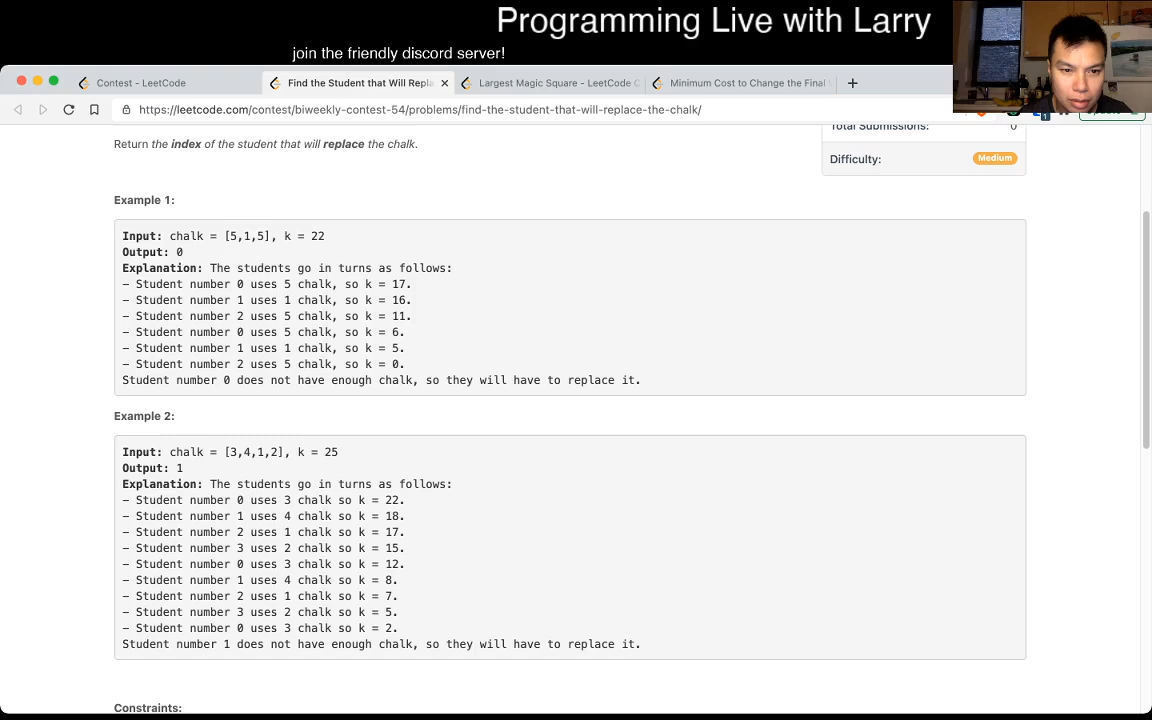 Programming Live with Larry
join the friendly discord server!
Contest - LeetCode
Find the Student that Will Repla
Largest Magic Square - LeetCode C
Minimum Cost to Change the Final
https://leetcode.com/contest/biweekly-contest-54/problems/find-the-student-that-will-replace-the-chalk/
1
Return the index of the student that will replace the chalk.
Total Submissions: 0
Difficulty: Medium
Example 1:
Input: chalk = [5,1,5], k = 22
Output: 0
Explanation: The students go in turns as follows:
- Student number 0 uses 5 chalk, so k = 17.
- Student number 1 uses 1 chalk, so k = 16.
- Student number 2 uses 5 chalk, so k = 11.
- Student number 0 uses 5 chalk, so k = 6.
- Student number 1 uses 1 chalk, so k = 5.
- Student number 2 uses 5 chalk, so k = 0.
Student number 0 does not have enough chalk, so they will have to replace it.
Example 2:
Input: chalk = [3,4,1,2], k = 25
Output: 1
Explanation: The students go in turns as follows:
- Student number 0 uses 3 chalk so k = 22.
- Student number 1 uses 4 chalk so k = 18.
- Student number 2 uses 1 chalk so k = 17.
- Student number 3 uses 2 chalk so k = 15.
- Student number 0 uses 3 chalk so k = 12.
- Student number 1 uses 4 chalk so k = 8.
- Student number 2 uses 1 chalk so k = 7.
- Student number 3 uses 2 chalk so k = 5.
- Student number 0 uses 3 chalk so k = 2.
Student number 1 does not have enough chalk, so they will have to replace it.
Constraints: